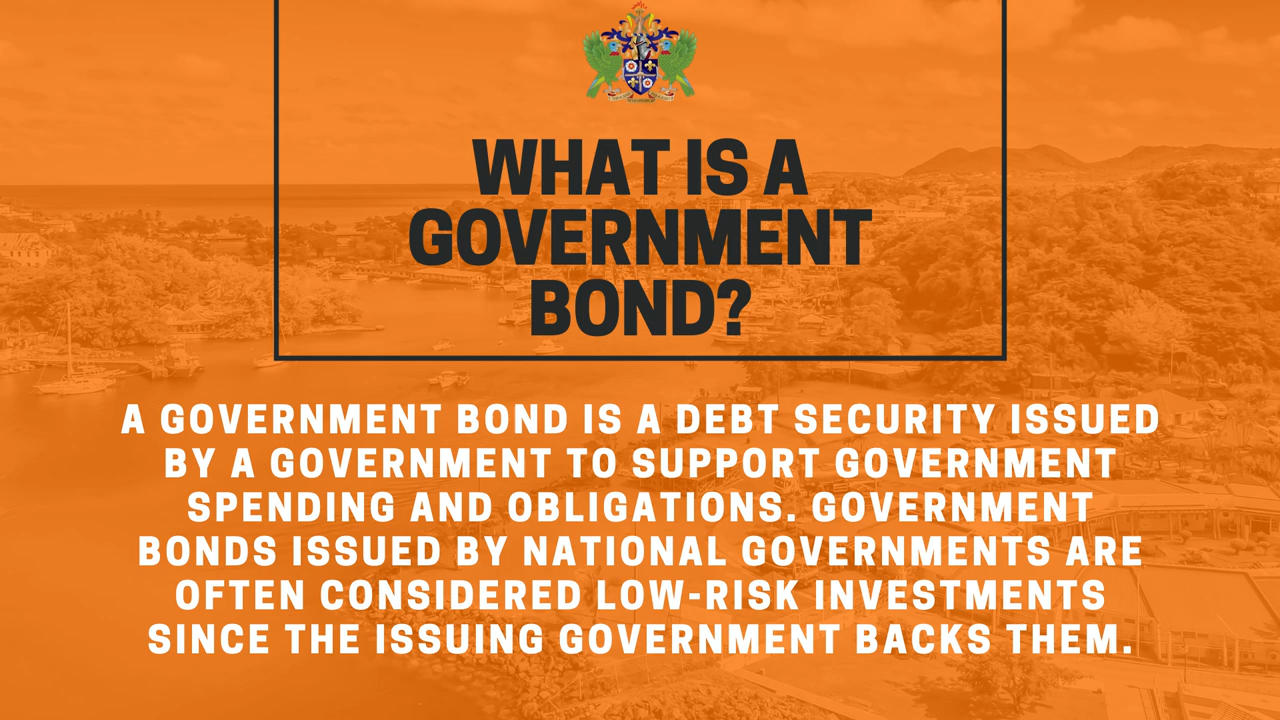 WHAT IS A
GOVERNMENT
BOND?
A GOVERNMENT BOND IS A DEBT SECURITY ISSUED
BY A GOVERNMENT TO SUPPORT GOVERNMENT
SPENDING AND OBLIGATIONS. GOVERNMENT
BONDS ISSUED BY NATIONAL GOVERNMENTS ARE
OFTEN CONSIDERED LOW-RISK INVESTMENTS
SINCE THE ISSUING GOVERNMENT BACKS THEM.